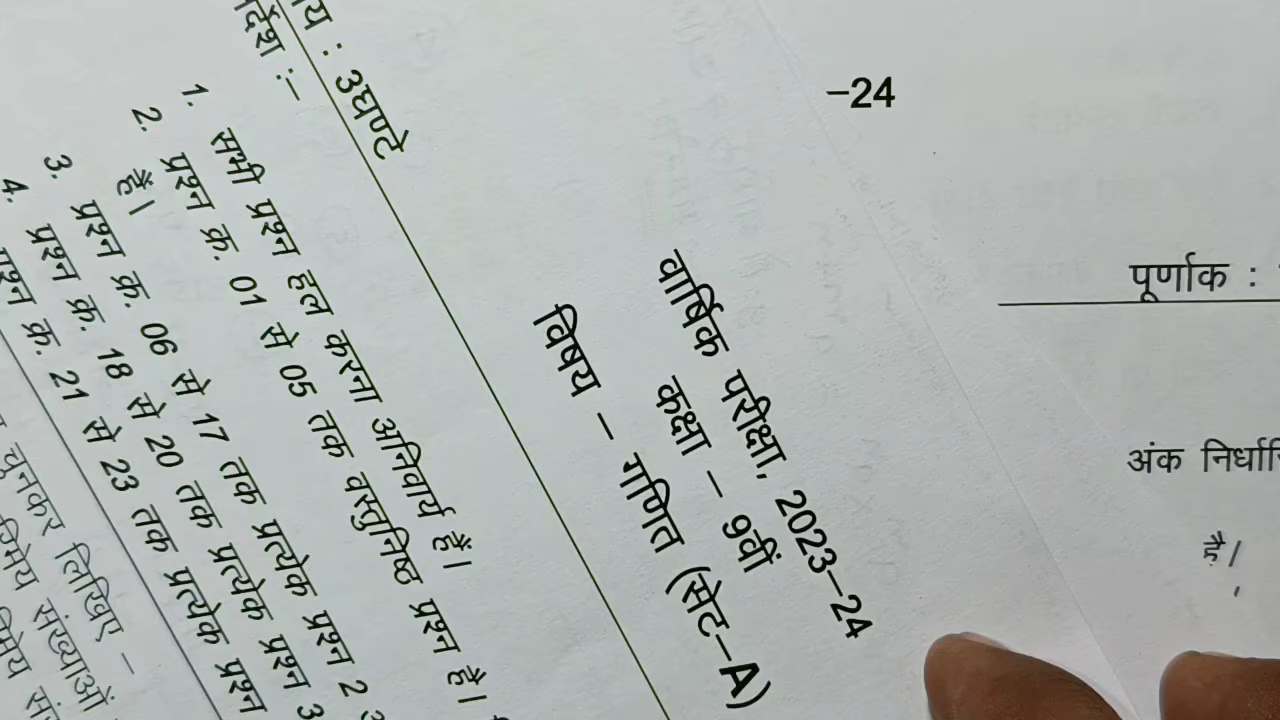 वार्षिक परीक्षा, 2023–24
कक्षा – 9वीं
विषय – गणित (सेट–A)
: 3घण्टे
1. सभी प्रश्न हल करना अनिवार्य हैं।
2. प्रश्न क्र. 01 से 05 तक वस्तुनिष्ठ प्रश्न हैं।
हैं।
3. प्रश्न क्र. 06 से 17 तक प्रत्येक प्रश्न 2
4. प्रश्न क्र. 18 से 20 तक प्रत्येक प्रश्न 3
प्रश्न क्र. 21 से 23 तक प्रत्येक प्रश्न
चुनकर लिखिए –
संख्याओं
–24
पूर्णांक :
अंक
है।